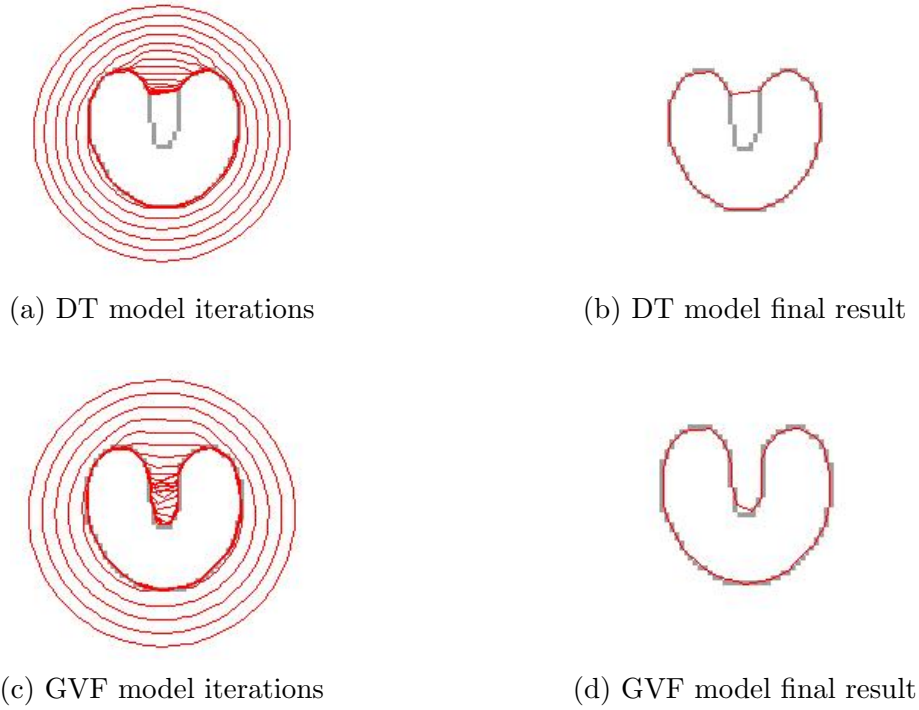 (a) DT model iterations
(b) DT model final result
(c) GVF model iterations
(d) GVF model final result